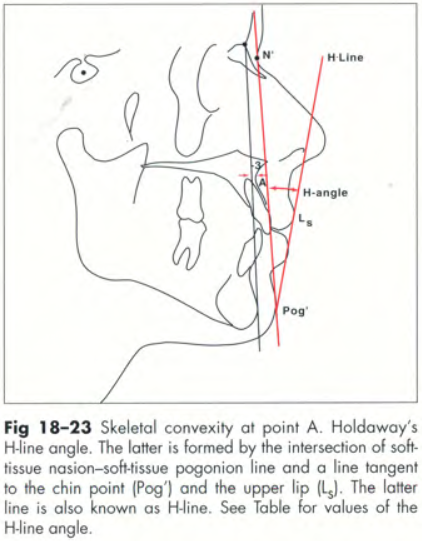 N'
H-Line
-3
A
H-angle
Ls
Pog'
Fig 18–23 Skeletal convexity at point A. Holdaway's
H-line angle. The latter is formed by the intersection of soft-
tissue nasion–soft-tissue pogonion line and a line tangent
to the chin point (Pog') and the upper lip (Ls). The latter
line is also known as H-line. See Table for values of the
H-line angle.